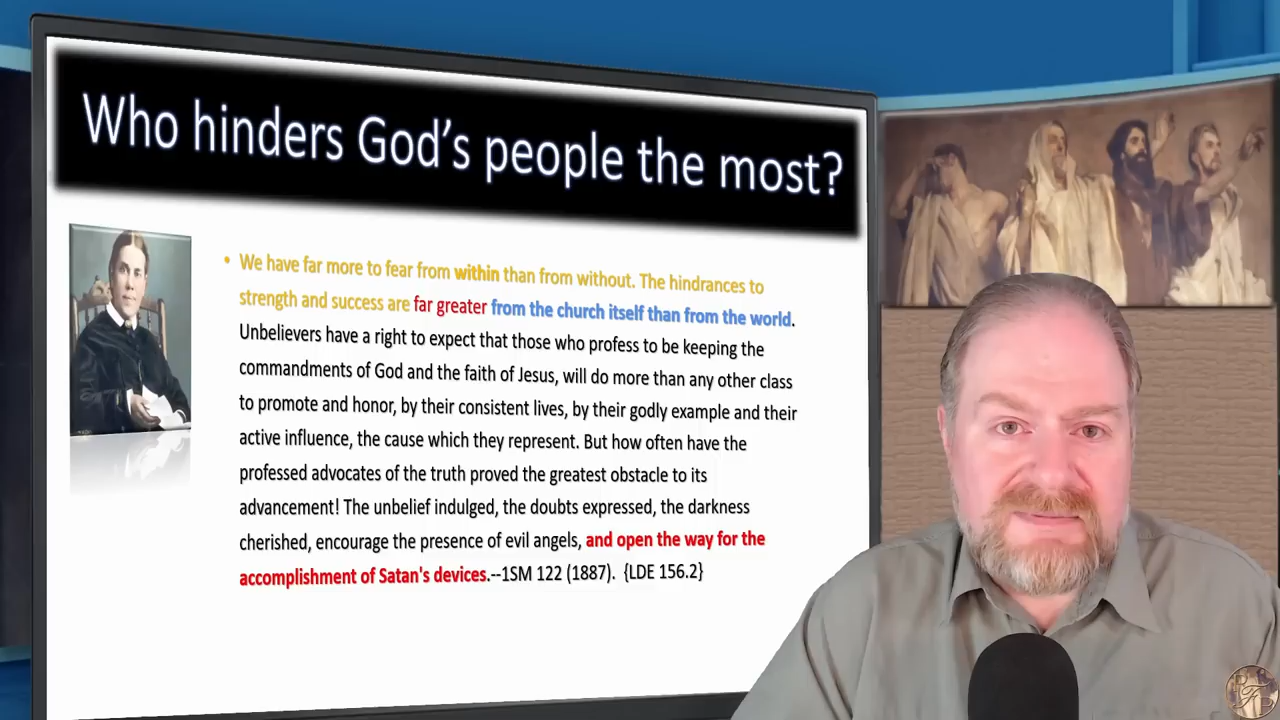 Who hinders God's people the most?
• We have far more to fear from within than from without. The hindrances to
strength and success are far greater from the church itself than from the world.
Unbelievers have a right to expect that those who profess to be keeping the
commandments of God and the faith of Jesus, will do more than any other class
to promote and honor, by their consistent lives, by their godly example and their
active influence, the cause which they represent. But how often have the
professed advocates of the truth proved the greatest obstacle to its
advancement! The unbelief indulged, the doubts expressed, the darkness
cherished, encourage the presence of evil angels, and open the way for the
accomplishment of Satan's devices.--1SM 122 (1887). {LDE 156.2}